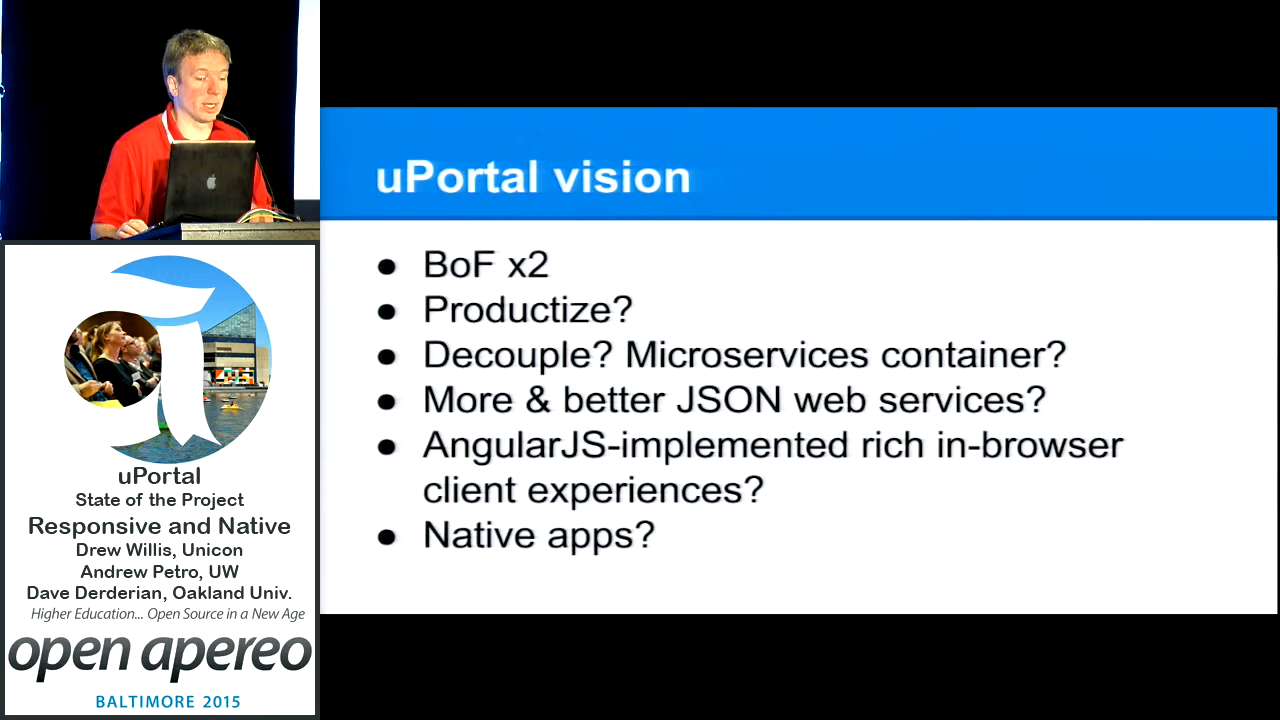 uPortal vision
● BoF x2
● Productize?
● Decouple? Microservices container?
● More & better JSON web services?
● AngularJS-implemented rich in-browser
client experiences?
● Native apps?
uPortal
State of the Project
Responsive and Native
Drew Willis, Unicon
Andrew Petro, UW
Dave Derderian, Oakland Univ.
Higher Education... Open Source in a New Age
open apereo
BALTIMORE 2015